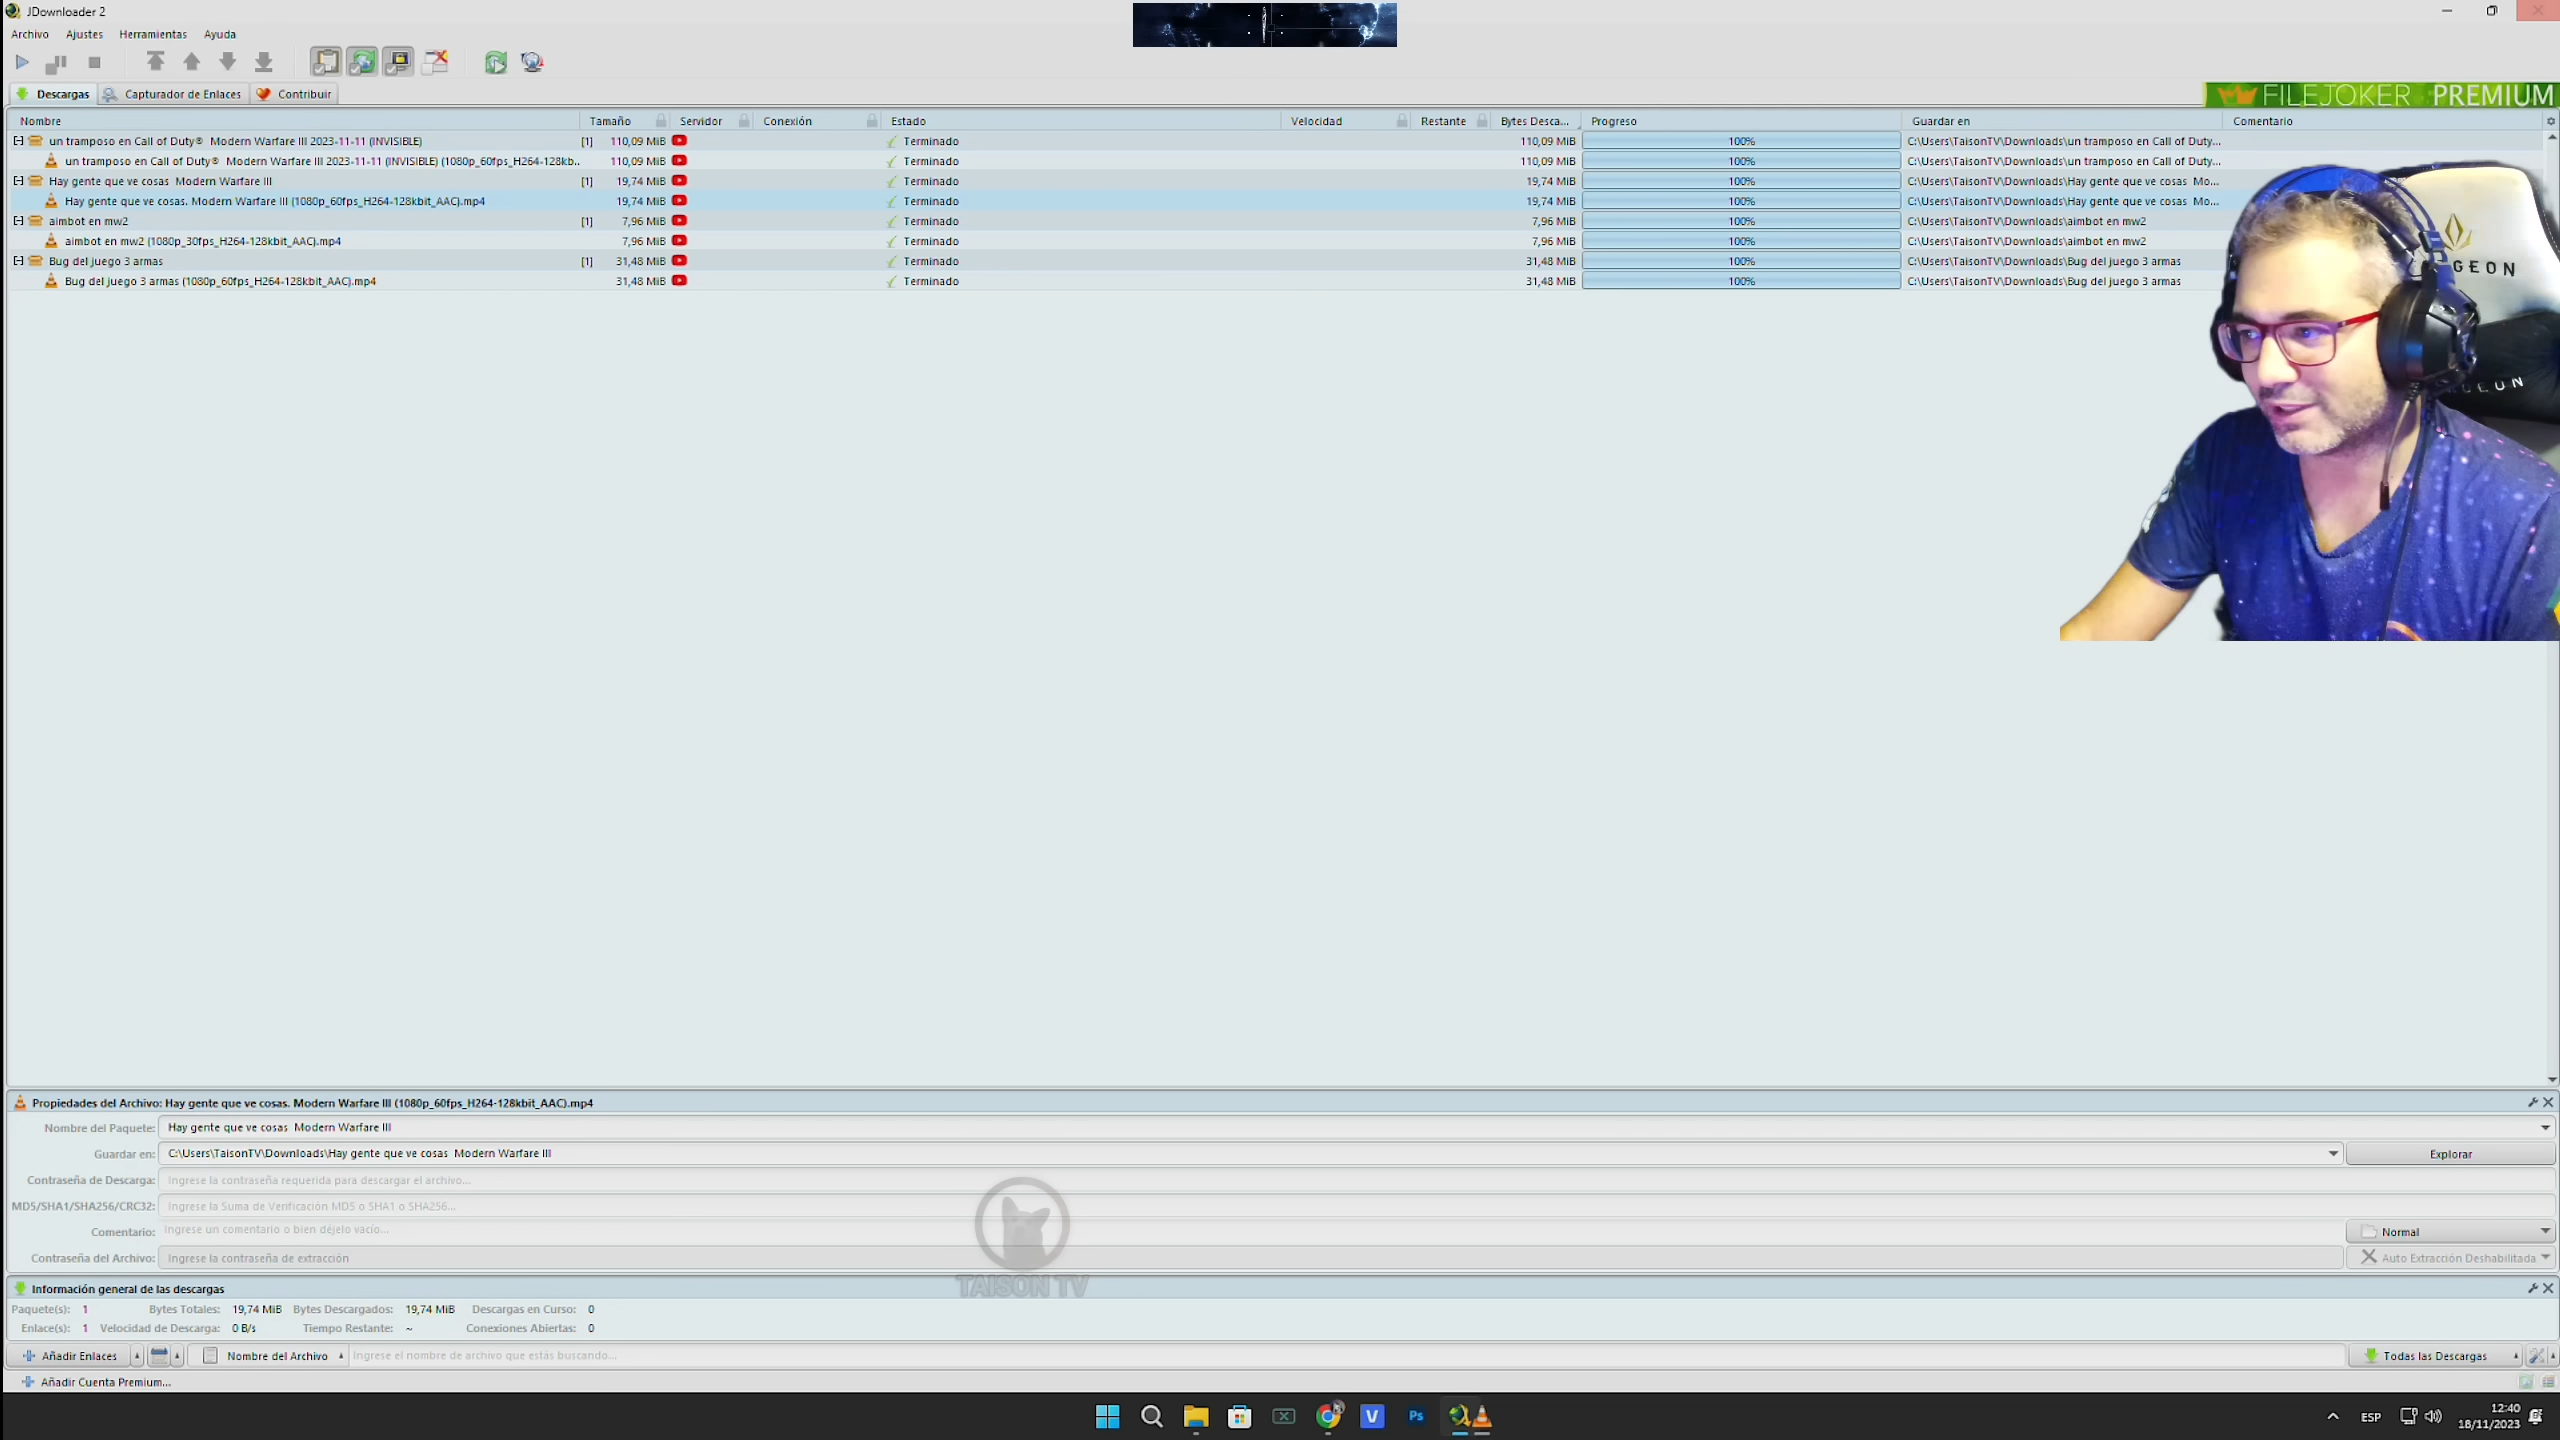 JDownloader 2
Archivo Ajustes Herramientas Ayuda
Descargas Capturador de Enlaces Contribuir
FILEJOKER PREMIUM
Nombre Tamaño Servidor Conexión Estado Velocidad Restante Bytes Desca... Progreso Guardar en Comentario
un tramposo en Call of Duty® Modern Warfare III 2023-11-11 (INVISIBLE) [1] 110,09 MiB Terminado 110,09 MiB 100% C:\Users\TaisonTV\Downloads\un tramposo en Call of Duty...
un tramposo en Call of Duty® Modern Warfare III 2023-11-11 (INVISIBLE) (1080p_60fps_H264-128kb.. 110,09 MiB Terminado 110,09 MiB 100% C:\Users\TaisonTV\Downloads\un tramposo en Call of Duty...
Hay gente que ve cosas Modern Warfare III [1] 19,74 MiB Terminado 19,74 MiB 100% C:\Users\TaisonTV\Downloads\Hay gente que ve cosas Mo...
Hay gente que ve cosas. Modern Warfare III (1080p_60fps_H264-128kbit_AAC).mp4 19,74 MiB Terminado 19,74 MiB 100% C:\Users\TaisonTV\Downloads\Hay gente que ve cosas Mo...
aimbot en mw2 [1] 7,96 MiB Terminado 7,96 MiB 100% C:\Users\TaisonTV\Downloads\aimbot en mw2
aimbot en mw2 (1080p_30fps_H264-128kbit_AAC).mp4 7,96 MiB Terminado 7,96 MiB 100% C:\Users\TaisonTV\Downloads\aimbot en mw2
Bug del juego 3 armas [1] 31,48 MiB Terminado 31,48 MiB 100% C:\Users\TaisonTV\Downloads\Bug del juego 3 armas
Bug del juego 3 armas (1080p_60fps_H264-128kbit_AAC).mp4 31,48 MiB Terminado 31,48 MiB 100% C:\Users\TaisonTV\Downloads\Bug del juego 3 armas
GEON
Propiedades del Archivo: Hay gente que ve cosas. Modern Warfare III (1080p_60fps_H264-128kbit_AAC).mp4
Nombre del Paquete: Hay gente que ve cosas Modern Warfare III
Guardar en: C:\Users\TaisonTV\Downloads\Hay gente que ve cosas Modern Warfare III Explorar
Contraseña de Descarga: Ingrese la contraseña requerida para descargar el archivo...
MD5/SHA1/SHA256/CRC32: Ingrese la Suma de Verificación MD5 o SHA1 o SHA256...
Comentario: Ingrese un comentario o bien déjelo vacío... Normal
Contraseña del Archivo: Ingrese la contraseña de extracción Auto Extracción Deshabilitada
TAISON TV
Información general de las descargas
Paquete(s): 1 Bytes Totales: 19,74 MiB Bytes Descargados: 19,74 MiB Descargas en Curso: 0
Enlace(s): 1 Velocidad de Descarga: 0 B/s Tiempo Restante: ~ Conexiones Abiertas: 0
Añadir Enlaces Nombre del Archivo Ingrese el nombre de archivo que estás buscando... Todas las Descargas
Añadir Cuenta Premium...
V Ps ESP 12:40
18/11/2023